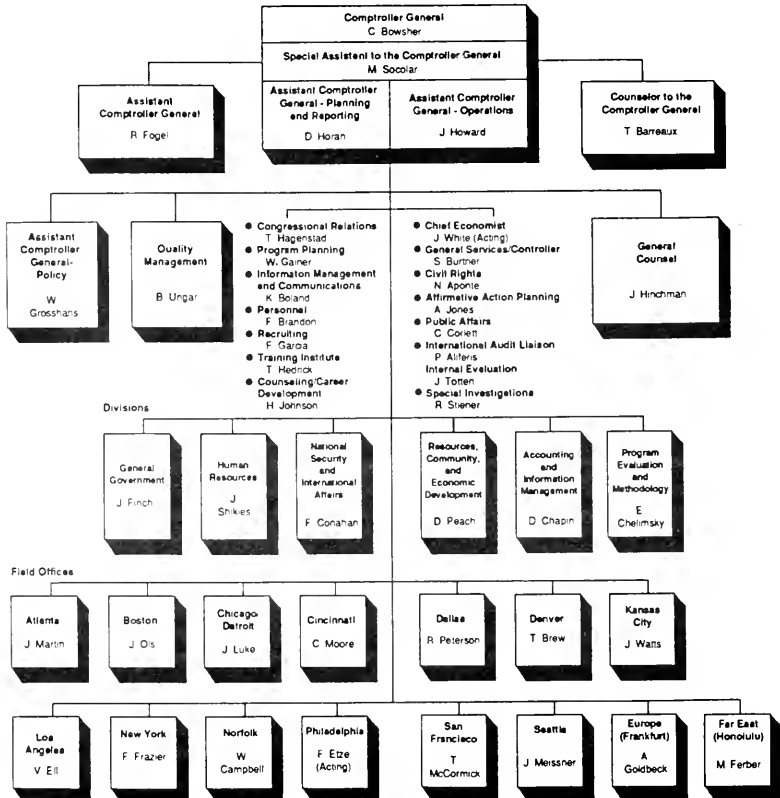 Comptroller General
C Bowsher
Special Assistent to the Comptroller General
M Socolar
Assistant Comptroller
General - Planning
and Reporting
D Horan
Assistant Comptroller
General - Operations
J Howard
Assistant
Comptroller General
R Fogel
Counselor to the
Comptroller General
T Barreaux
Assistant
Comptroller
General-
Policy
W
Grosshans
Quality
Management
B Ungar
Congressional Relations
T Hagenstad
Program Planning
W. Gainer
Informaton Management
and Communications
K Boland
Personnel
F Brandon
Recruiting
F Garcia
Training Institute
T Hedrick
Counseling/Career
Development
H Johnson
Chief Economist
J White (Acting)
General Services/Controller
S Burtner
Civil Rights
N Aponte
Affirmative Action Planning
A Jones
Public Affairs
C Corlett
International Audit Liaison
P Aliferis
Internal Evaluation
J Totten
Special Investigations
R Stiener
General
Counsel
J Hinchman
Divisions
General
Government
J Finch
Human
Resources
J
Shikles
National
Security
and
International
Affairs
F Conahan
Resources,
Community,
and
Economic
Development
D Peach
Accounting
and
Information
Management
D Chapin
Program
Evaluation
and
Methodology
E
Chelimsky
Field Offices
Atlanta
J Martin
Boston
J Ols
Chicago
Detroit
J Luke
Cincinnati
C Moore
Dallas
R Peterson
Denver
T Brew
Kansas
City
J Watts
Los
Angeles
V Ell
New York
F Frazier
Norfolk
W
Campbell
Philadelphia
F Etze
(Acting)
San
Francisco
T
McCormick
Seattle
J Meissner
Europe
(Frankfurt)
A
Goldbeck
Far East
(Honolulu)
M Ferber